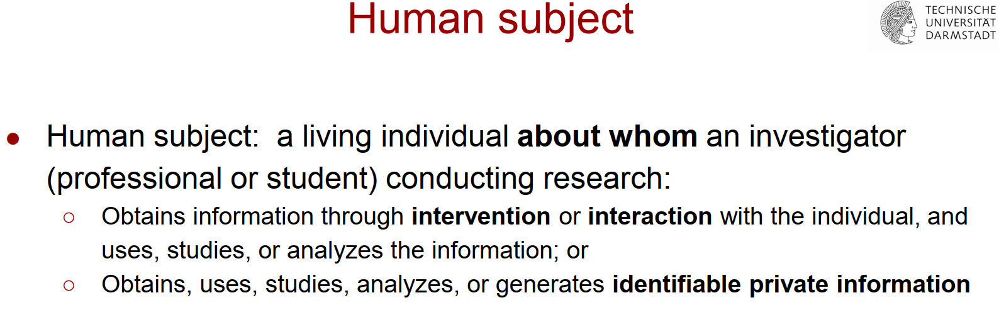 Human subject
TECHNISCHE
UNIVERSITÄT
DARMSTADT
● Human subject:  a living individual about whom an investigator
(professional or student) conducting research:
○ Obtains information through intervention or interaction with the individual, and
uses, studies, or analyzes the information; or
○ Obtains, uses, studies, analyzes, or generates identifiable private information